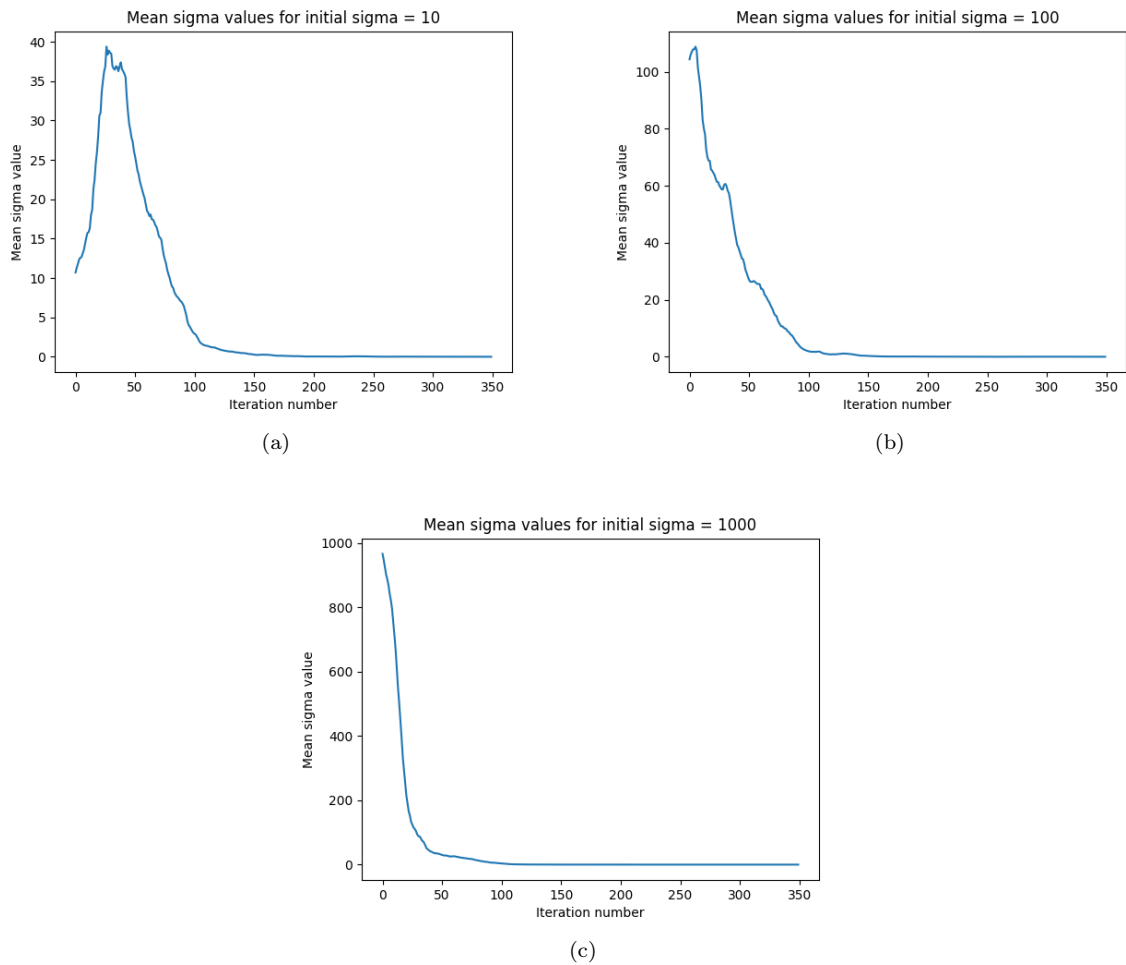 Mean sigma values for initial sigma = 10
Mean sigma value
40
35
30
25
20
15
10
5
0
0 50 100 150 200 250 300 350
Iteration number
(a)
Mean sigma values for initial sigma = 100
Mean sigma value
100
80
60
40
20
0
0 50 100 150 200 250 300 350
Iteration number
(b)
Mean sigma values for initial sigma = 1000
Mean sigma value
1000
800
600
400
200
0
0 50 100 150 200 250 300 350
Iteration number
(c)